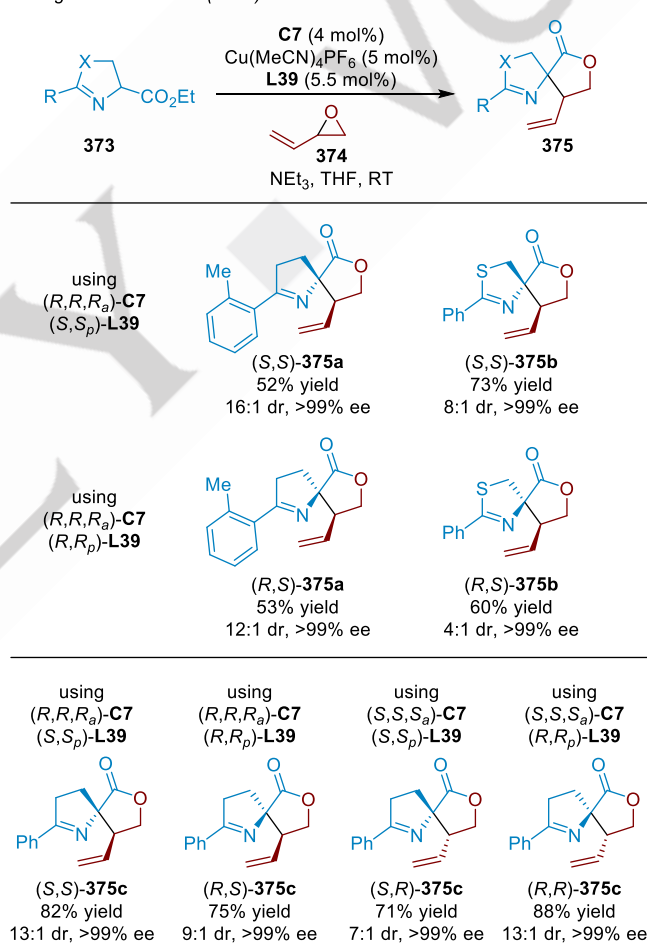 C7 (4 mol%)
Cu(MeCN)4PF6 (5 mol%)
L39 (5.5 mol%)
X
R
N
CO2Et
373
O
374
NEt3, THF, RT
X
O
O
R
N
375
using
(R,R,Ra)-C7
(S,Sp)-L39
Me
N
O
O
(S,S)-375a
52% yield
16:1 dr, >99% ee
S
Ph
N
O
O
(S,S)-375b
73% yield
8:1 dr, >99% ee
using
(R,R,Ra)-C7
(R,Rp)-L39
Me
N
O
O
(R,S)-375a
53% yield
12:1 dr, >99% ee
S
Ph
N
O
O
(R,S)-375b
60% yield
4:1 dr, >99% ee
using
(R,R,Ra)-C7
(S,Sp)-L39
Ph
N
O
O
(S,S)-375c
82% yield
13:1 dr, >99% ee
using
(R,R,Ra)-C7
(R,Rp)-L39
Ph
N
O
O
(R,S)-375c
75% yield
9:1 dr, >99% ee
using
(S,S,Sa)-C7
(S,Sp)-L39
Ph
N
O
O
(S,R)-375c
71% yield
7:1 dr, >99% ee
using
(S,S,Sa)-C7
(R,Rp)-L39
Ph
N
O
O
(R,R)-375c
88% yield
13:1 dr, >99% ee